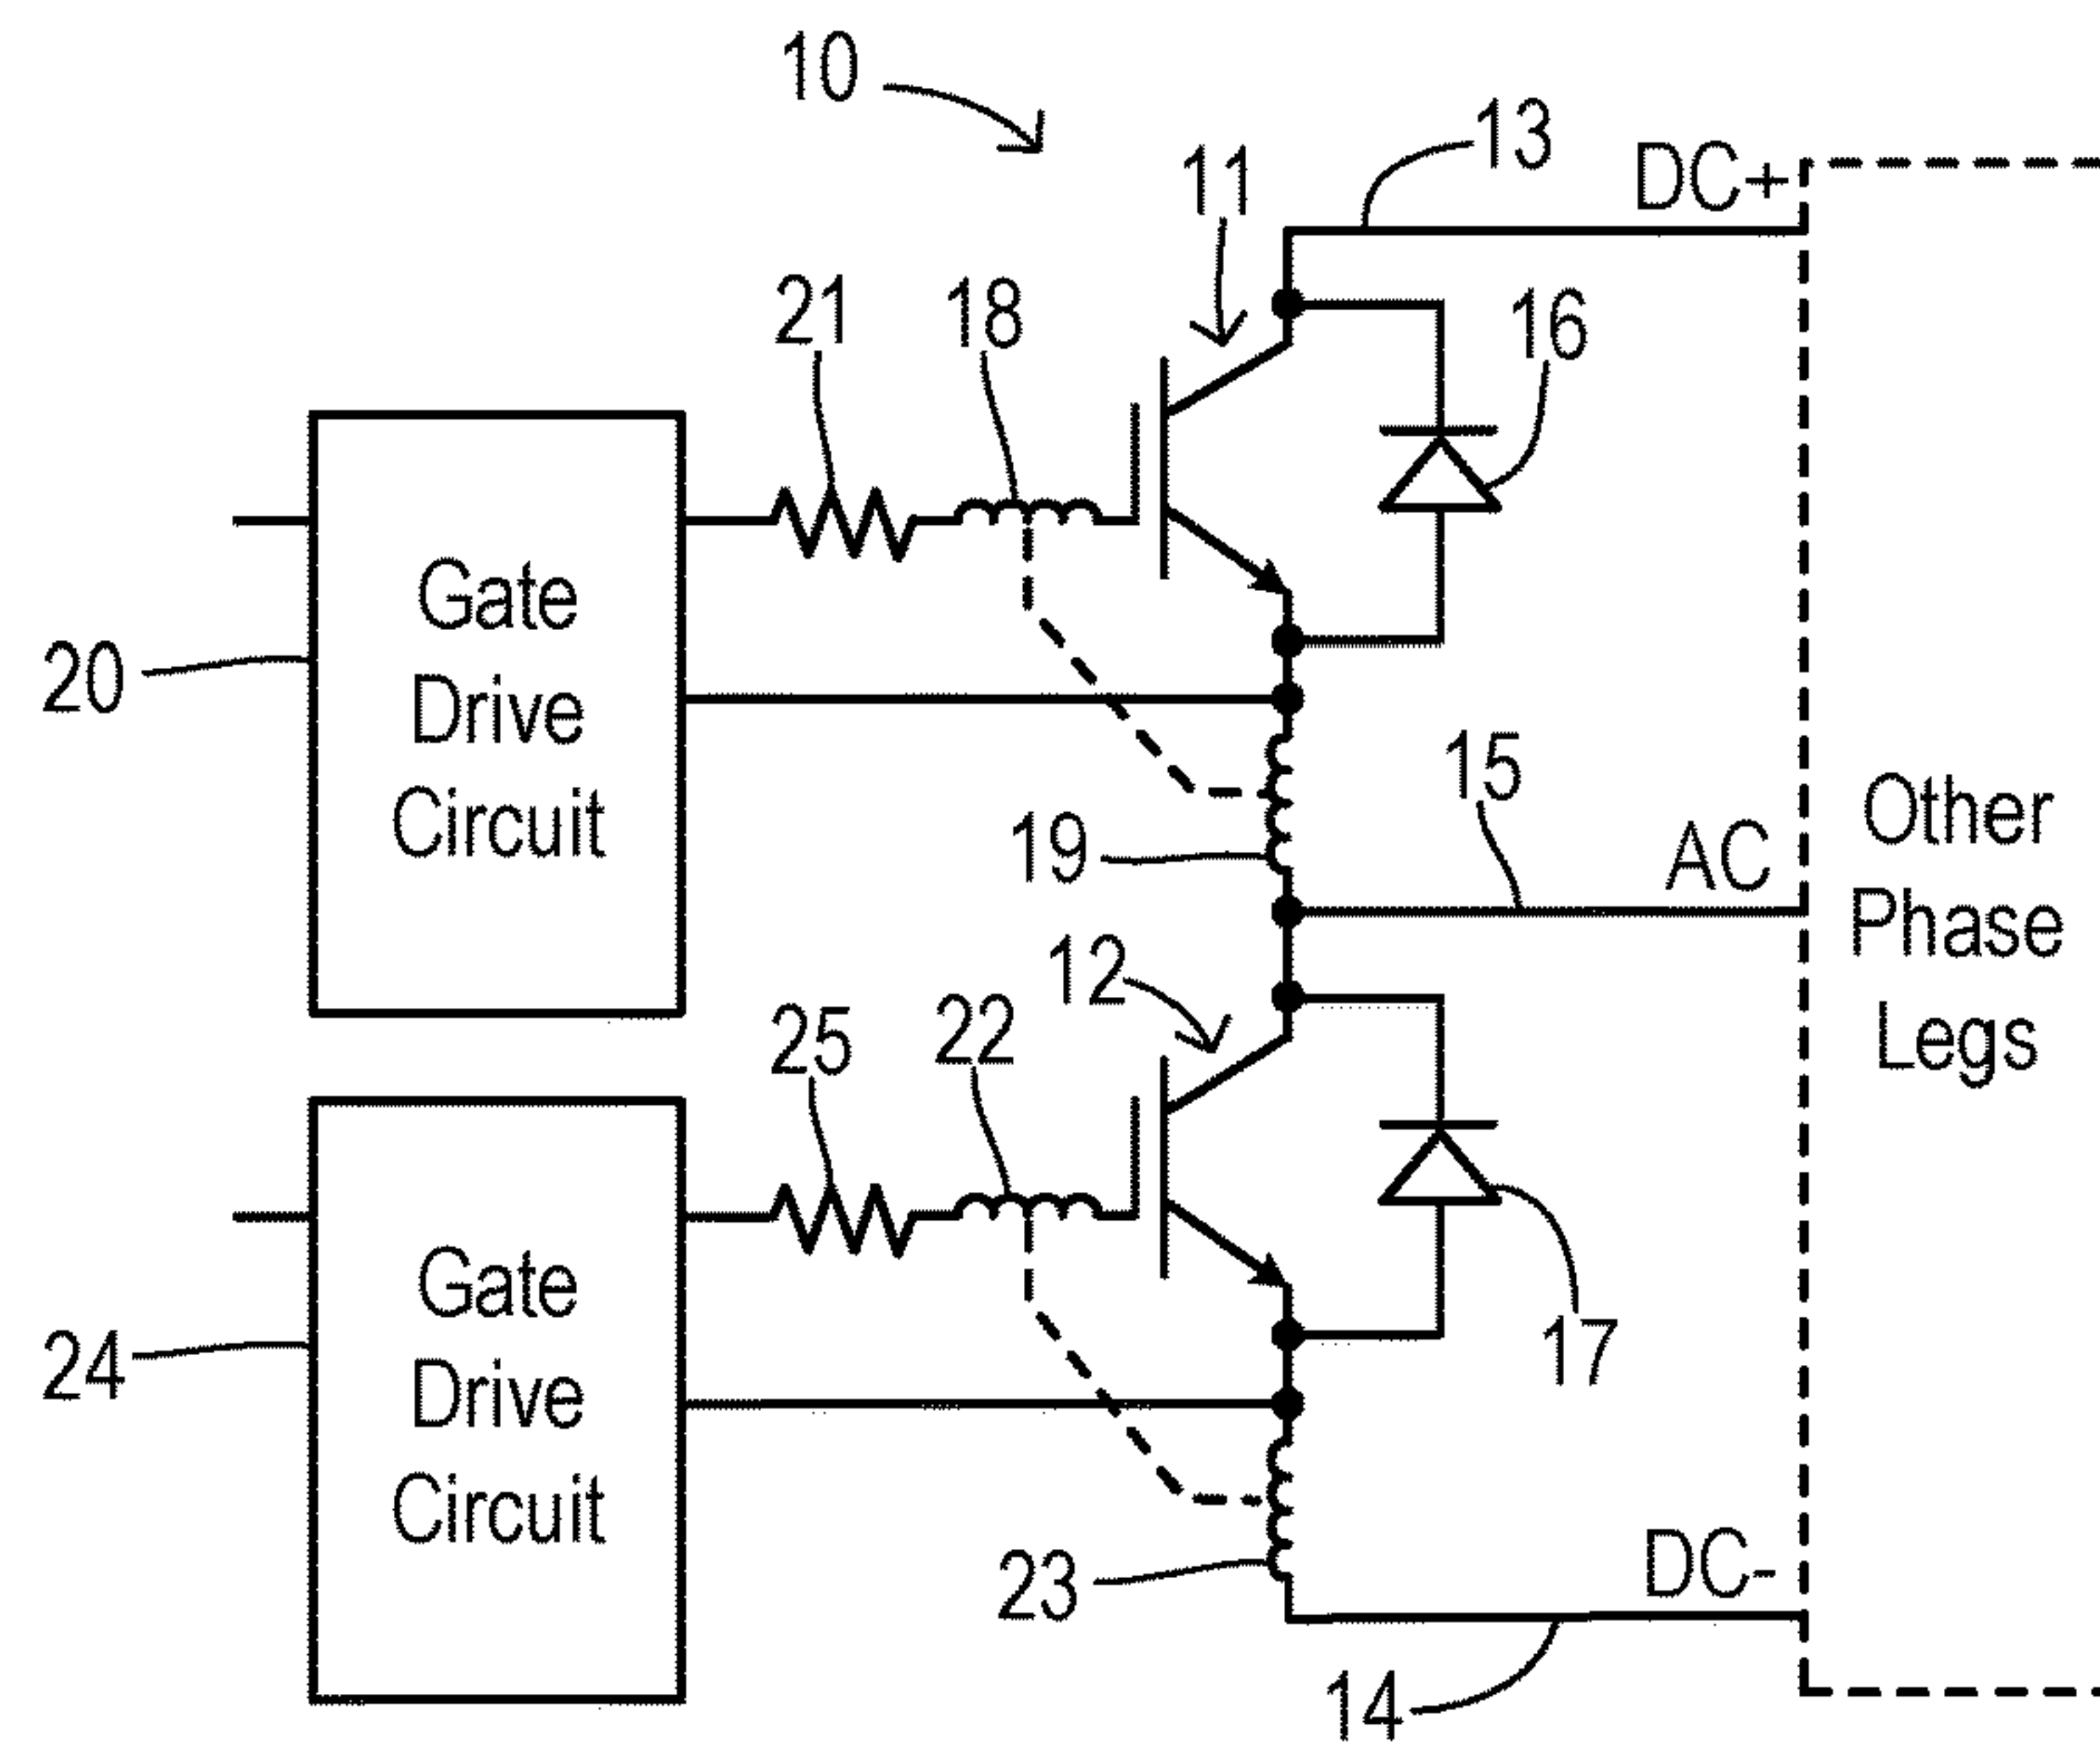 10
13
DC+
11
21
18
16
Gate
Drive
Circuit
20
15
19
AC
Other
Phase
Legs
12
25
22
Gate
Drive
Circuit
24
17
23
DC-
14